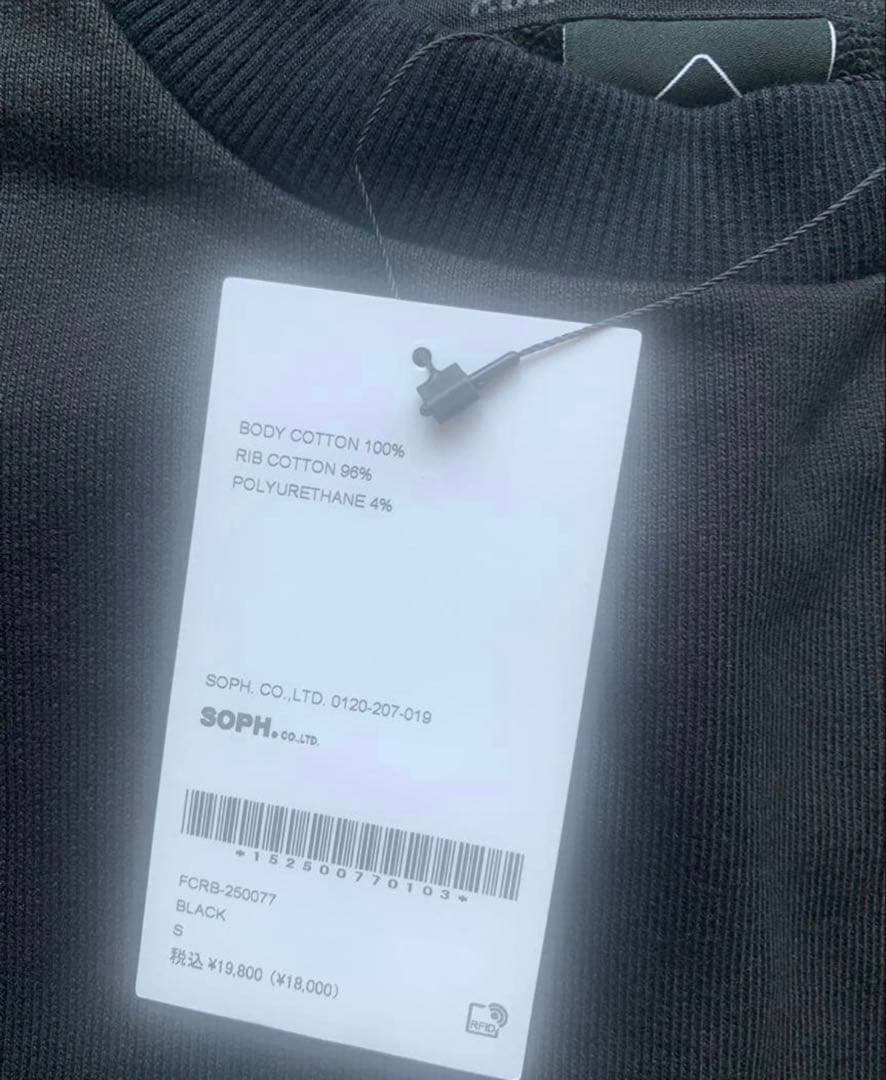 BODY COTTON 100%
RIB COTTON 96%
POLYURETHANE 4%
SOPH. CO.,LTD. 0120-207-019
SOPH. CO.,LTD.
*152500770103*
FCRB-250077
BLACK
S
税込 ¥19,800 (¥18,000)
RFID